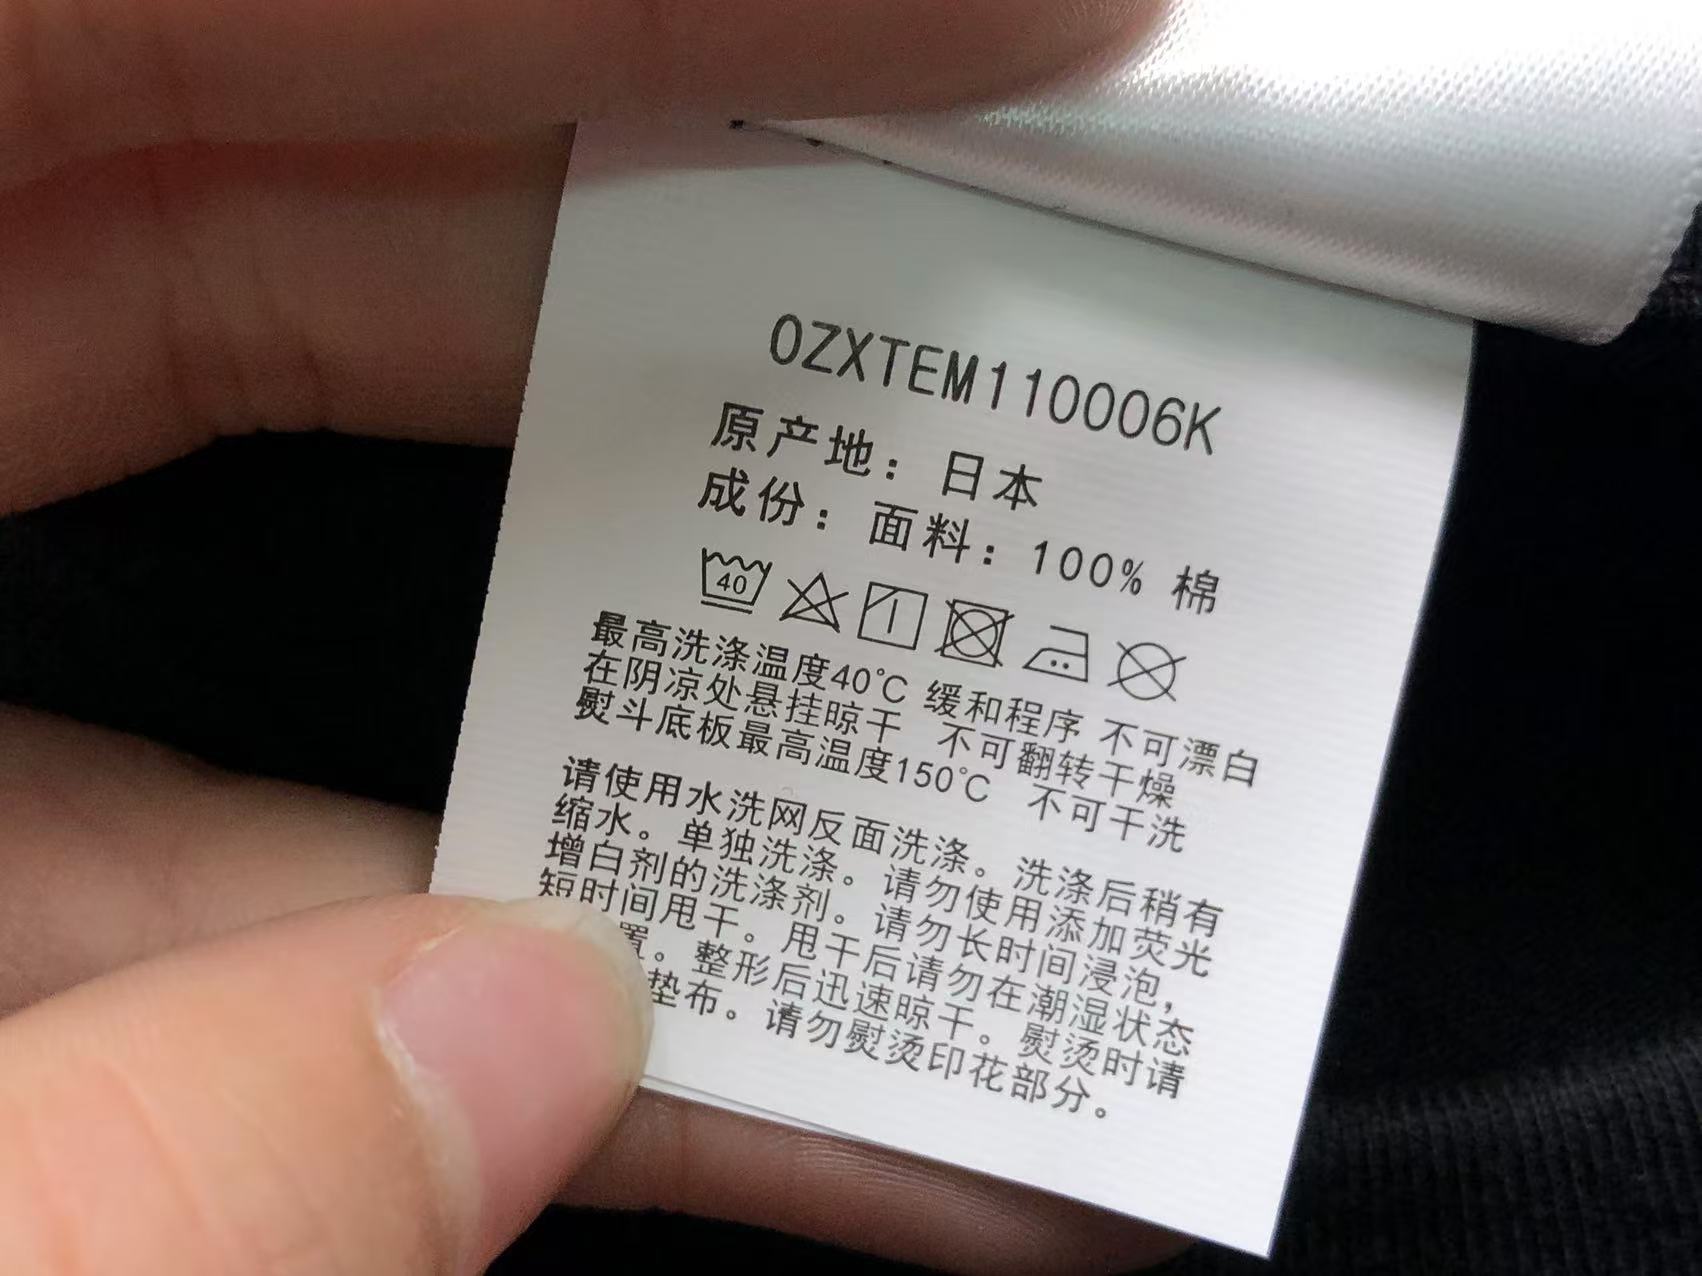 0ZXTEM110006K
原产地：日本
成份：面料：100% 棉
40
最高洗涤温度40℃ 缓和程序 不可漂白
在阴凉处悬挂晾干 不可翻转干燥
熨斗底板最高温度150℃ 不可干洗
请使用水洗网反面洗涤。洗涤后稍有
缩水。单独洗涤。请勿使用添加荧光
增白剂的洗涤剂。请勿长时间浸泡，
短时间甩干。甩干后请勿在潮湿状态
置。整形后迅速晾干。熨烫时请
垫布。请勿熨烫印花部分。